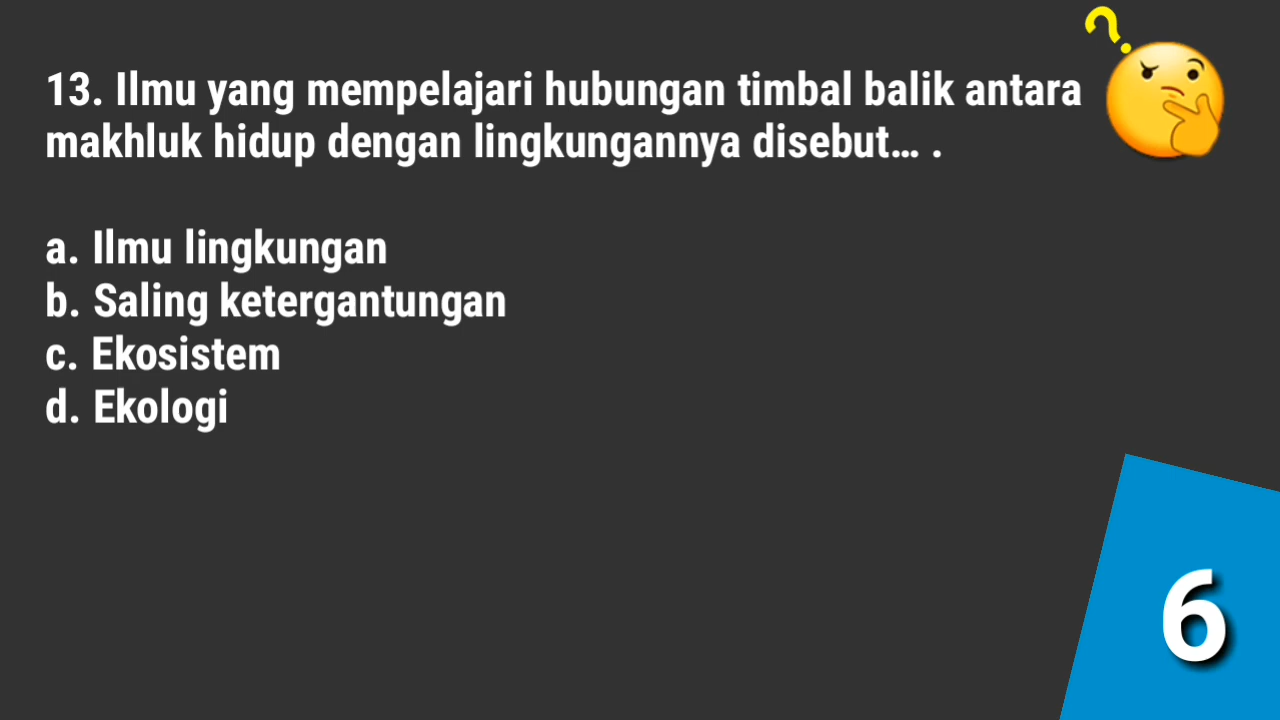 13. Ilmu yang mempelajari hubungan timbal balik antara
makhluk hidup dengan lingkungannya disebut... .
a. Ilmu lingkungan
b. Saling ketergantungan
c. Ekosistem
d. Ekologi
6